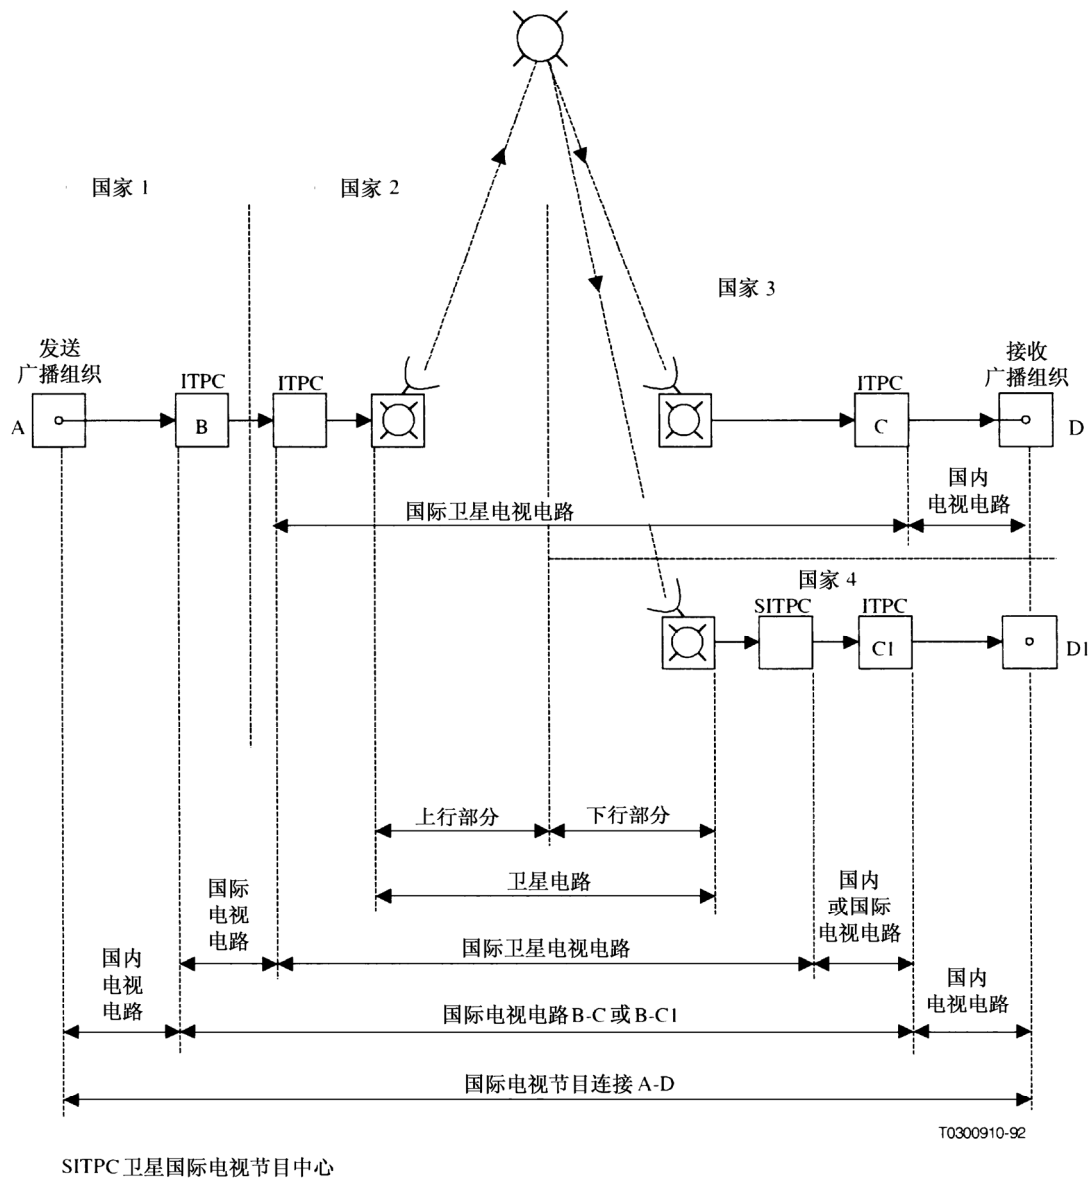 国家 1
国家 2
国家 3
发送
广播组织
接收
广播组织
ITPC
ITPC
ITPC
A
B
C
D
国内
电视电路
国际卫星电视电路
国家 4
SITPC
ITPC
C1
D1
上行部分
下行部分
卫星电路
国际
电视
电路
国内
或国际
电视电路
国际卫星电视电路
国内
电视
电路
国内
电视电路
国际电视电路 B-C 或 B-C1
国际电视节目连接 A-D
T0300910-92
SITPC 卫星国际电视节目中心